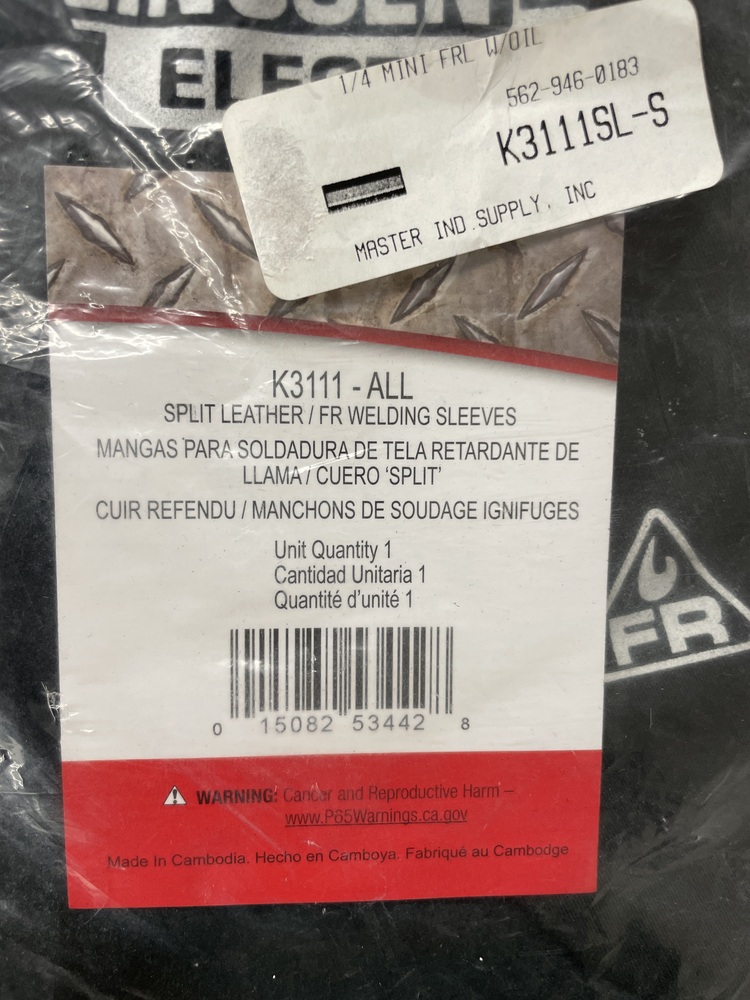 ELEC
1/4 MINI FRL W/OIL
562-946-0183
K3111SL-S
MASTER IND.SUPPLY, INC
K3111 - ALL
SPLIT LEATHER / FR WELDING SLEEVES
MANGAS PARA SOLDADURA DE TELA RETARDANTE DE
LLAMA / CUERO ‘SPLIT’
CUIR REFENDU / MANCHONS DE SOUDAGE IGNIFUGES
Unit Quantity 1
Cantidad Unitaria 1
Quantité d’unité 1
FR
0 15082 53442 8
WARNING: Cancer and Reproductive Harm –
www.P65Warnings.ca.gov
Made In Cambodia. Hecho en Camboya. Fabriqué au Cambodge